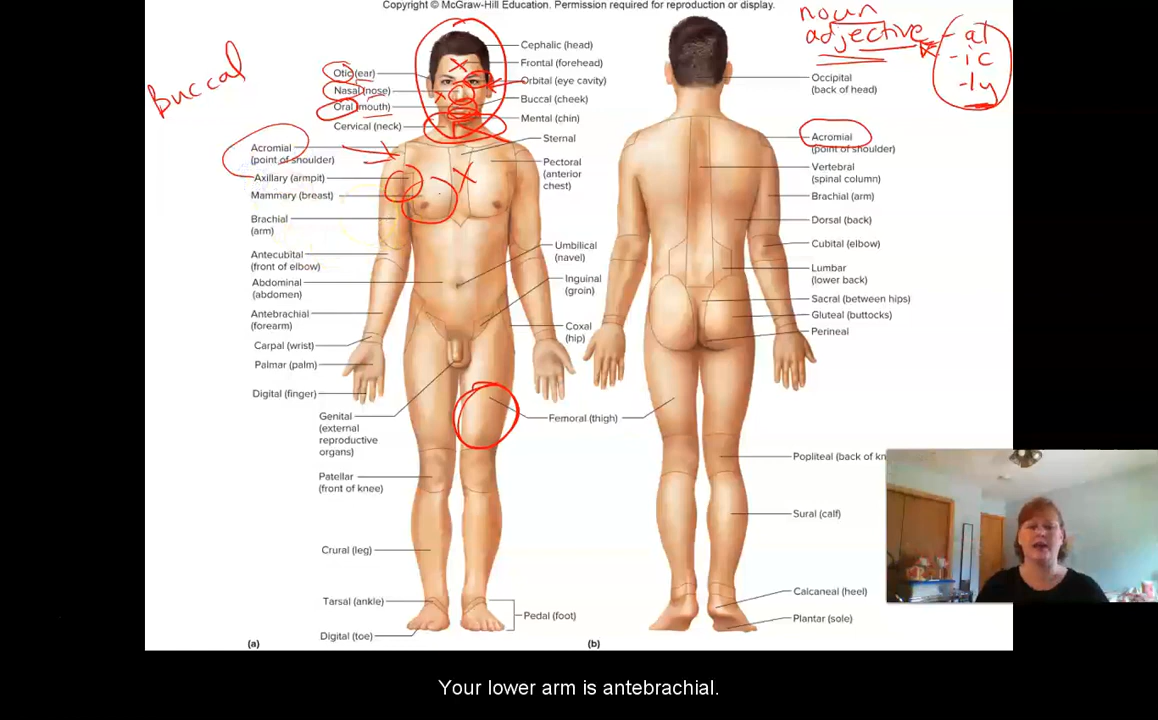 Copyright © McGraw-Hill Education. Permission required for reproduction or display.
noun
adjective
- al
- ic
- ly
Buccal
Otic (ear)
Nasal (nose)
Oral (mouth)
Cervical (neck)
Acromial
(point of shoulder)
Axillary (armpit)
Mammary (breast)
Brachial
(arm)
Antecubital
(front of elbow)
Abdominal
(abdomen)
Antebrachial
(forearm)
Carpal (wrist)
Palmar (palm)
Digital (finger)
Genital
(external
reproductive
organs)
Patellar
(front of knee)
Crural (leg)
Tarsal (ankle)
Digital (toe)
(a)
Cephalic (head)
Frontal (forehead)
Orbital (eye cavity)
Buccal (cheek)
Mental (chin)
Sternal
Pectoral
(anterior
chest)
Umbilical
(navel)
Inguinal
(groin)
Coxal
(hip)
Femoral (thigh)
Pedal (foot)
(b)
Occipital
(back of head)
Acromial
(point of shoulder)
Vertebral
(spinal column)
Brachial (arm)
Dorsal (back)
Cubital (elbow)
Lumbar
(lower back)
Sacral (between hips)
Gluteal (buttocks)
Perineal
Popliteal (back of kn
Sural (calf)
Calcaneal (heel)
Plantar (sole)
Your lower arm is antebrachial.